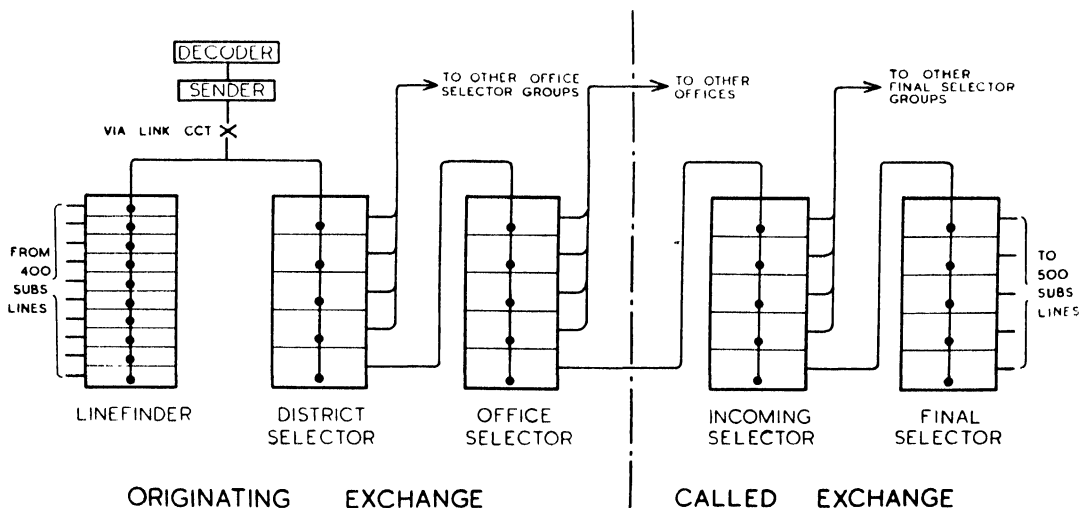 DECODER
SENDER
VIA LINK CCT
TO OTHER OFFICE
SELECTOR GROUPS
TO OTHER
OFFICES
TO OTHER
FINAL SELECTOR
GROUPS
FROM
400
SUBS
LINES
TO
500
SUBS
LINES
LINEFINDER
DISTRICT
SELECTOR
OFFICE
SELECTOR
INCOMING
SELECTOR
FINAL
SELECTOR
ORIGINATING EXCHANGE
CALLED EXCHANGE